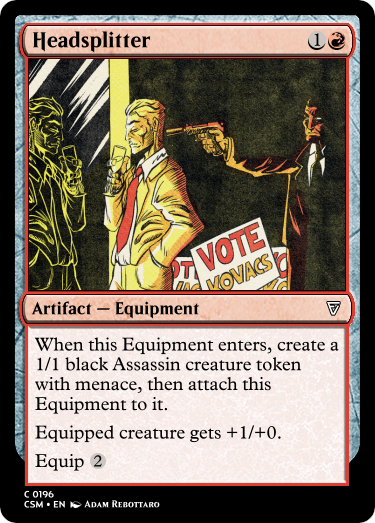 Headsplitter 1
VOTE
KOVACS
Artifact — Equipment
When this Equipment enters, create a
1/1 black Assassin creature token
with menace, then attach this
Equipment to it.
Equipped creature gets +1/+0.
Equip 2
C 0196
CSM • EN Adam Rebottaro